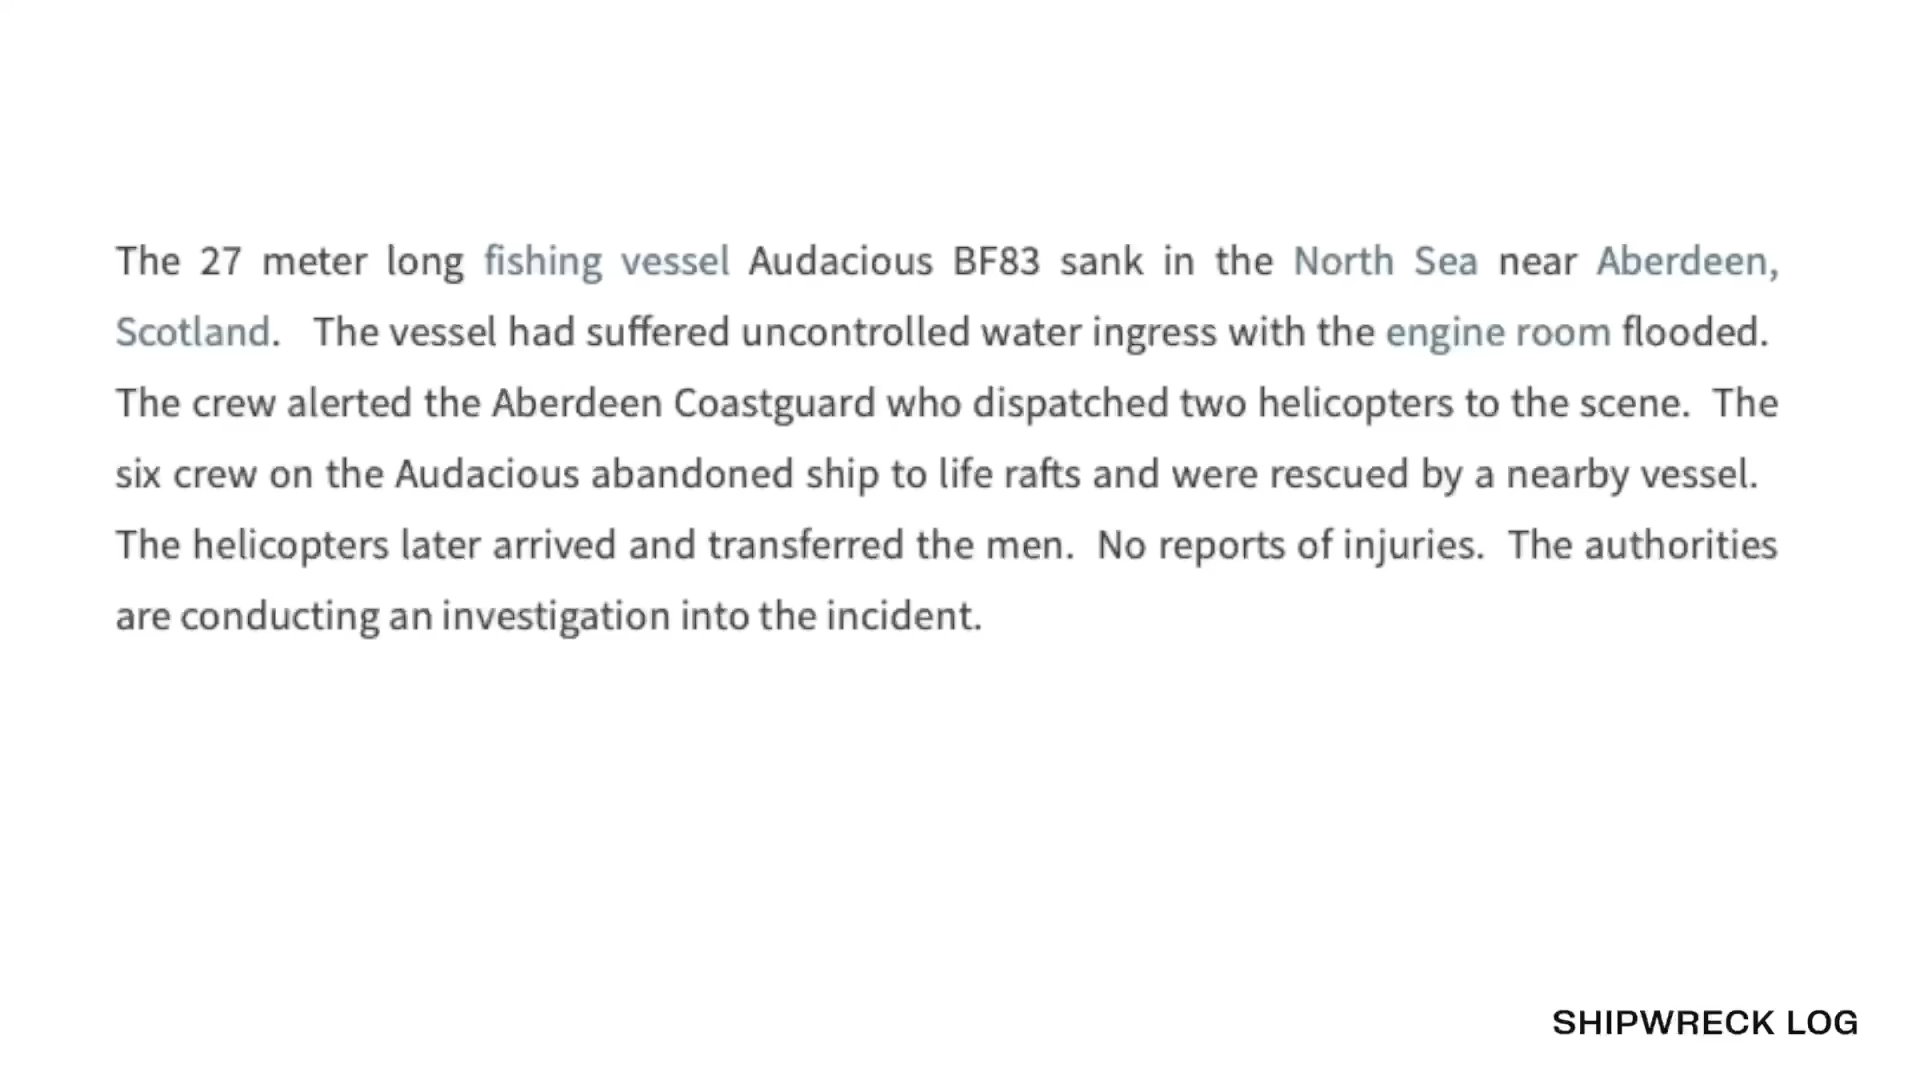 The 27 meter long fishing vessel Audacious BF83 sank in the North Sea near Aberdeen,
Scotland. The vessel had suffered uncontrolled water ingress with the engine room flooded.
The crew alerted the Aberdeen Coastguard who dispatched two helicopters to the scene. The
six crew on the Audacious abandoned ship to life rafts and were rescued by a nearby vessel.
The helicopters later arrived and transferred the men. No reports of injuries. The authorities
are conducting an investigation into the incident.
SHIPWRECK LOG